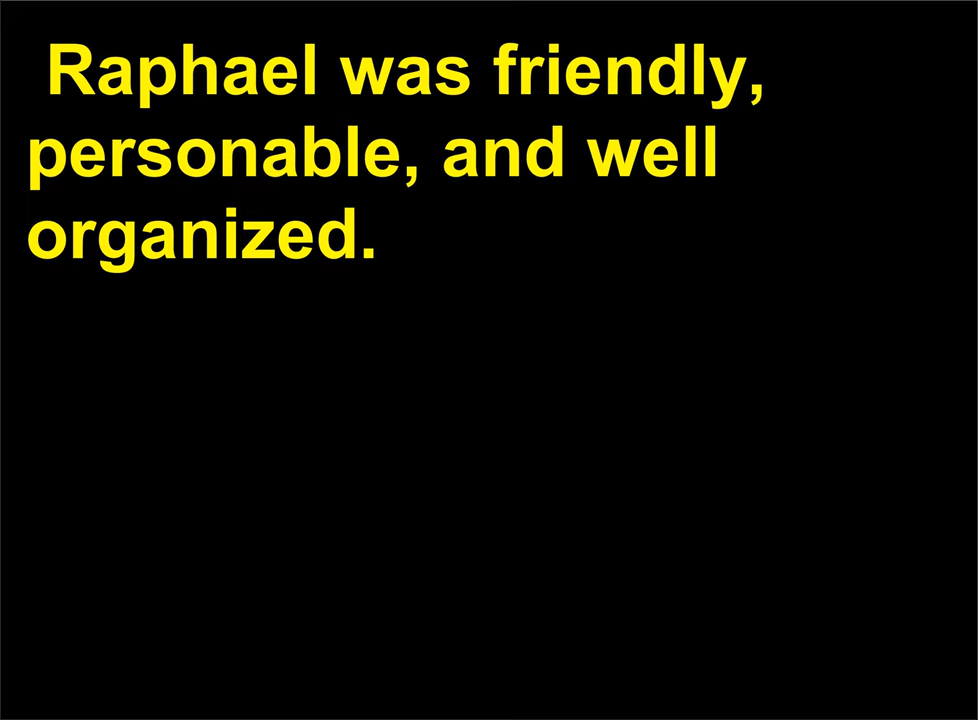 Raphael was friendly,
personable, and well
organized.